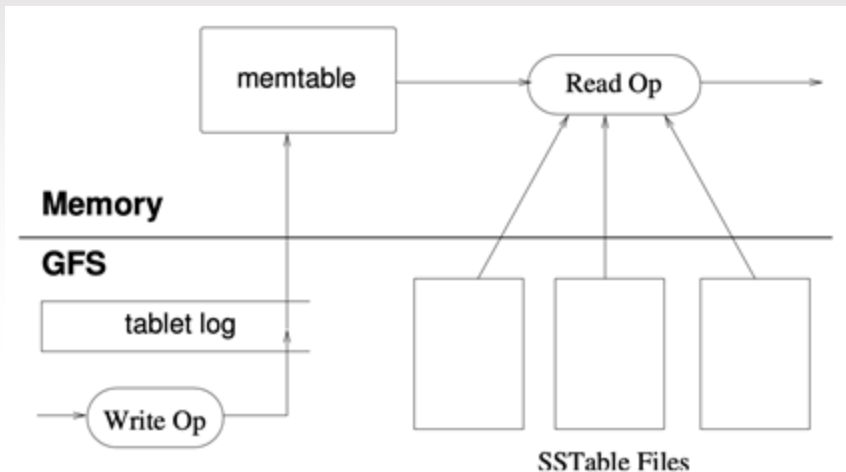 memtable
Read Op
Memory
GFS
tablet log
Write Op
SSTable Files